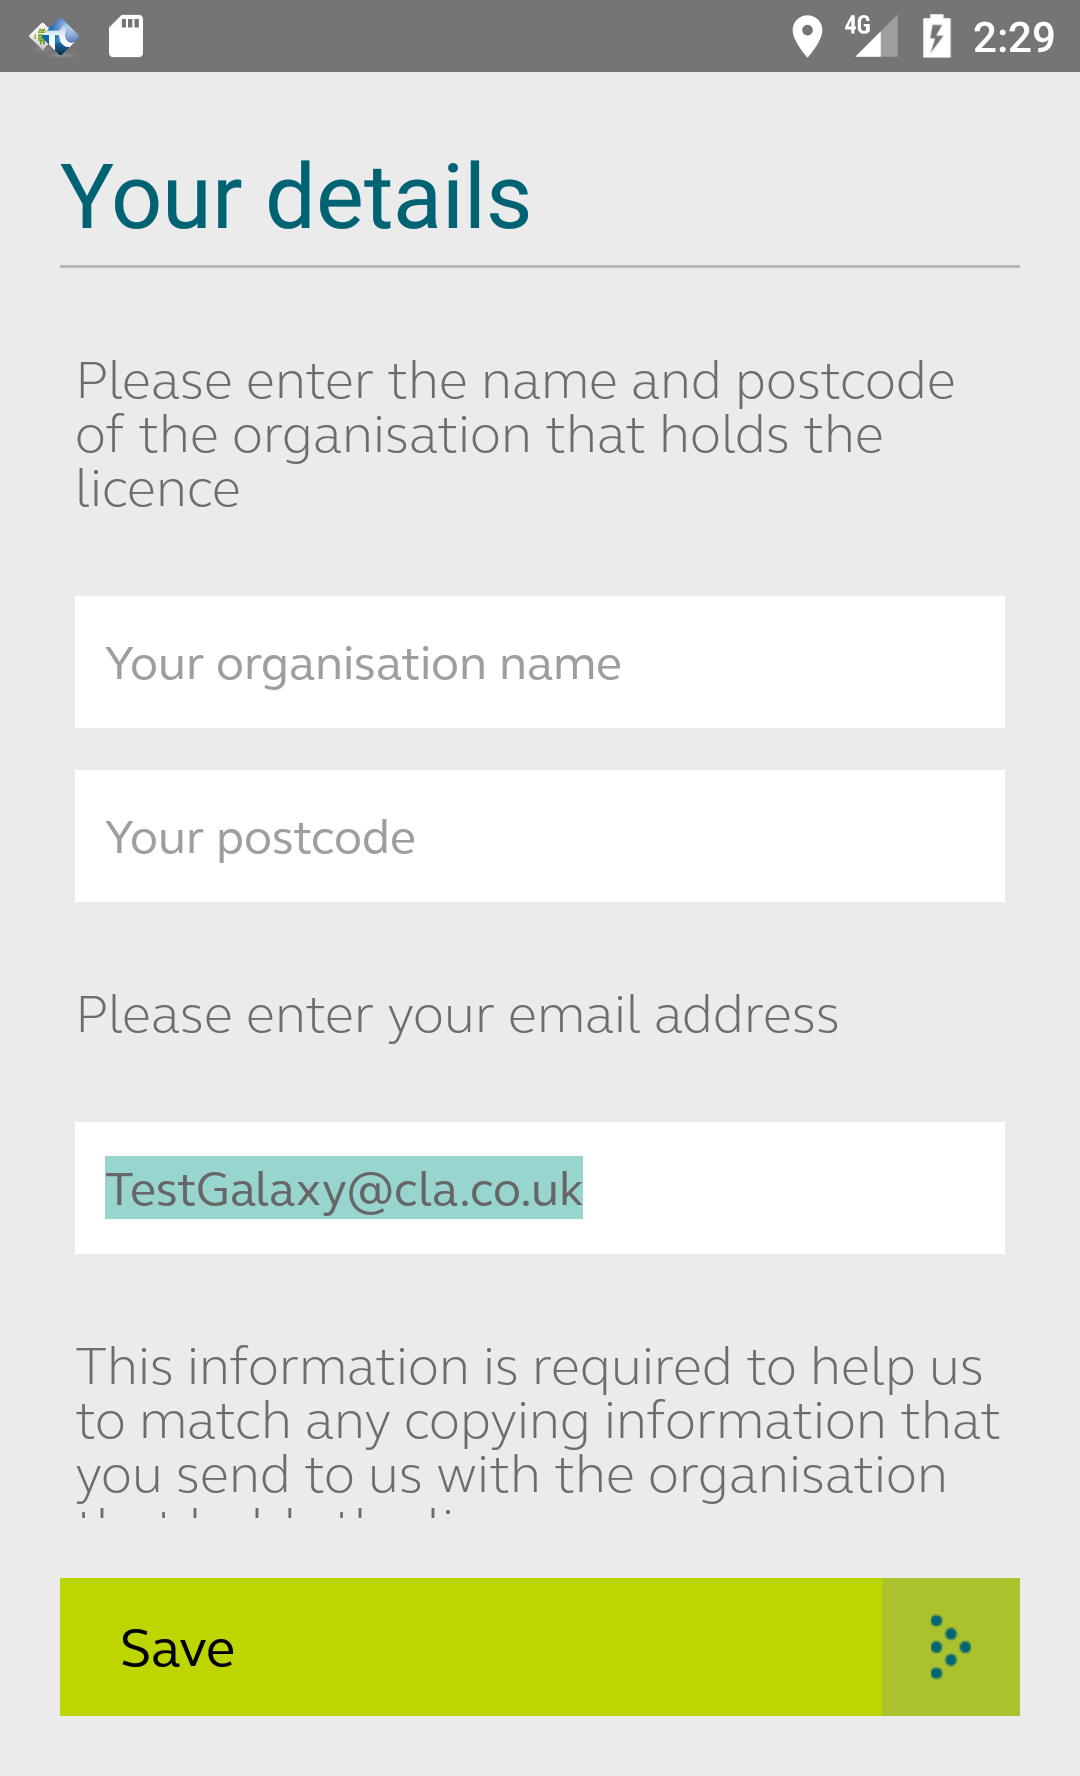 4G 2:29
Your details
Please enter the name and postcode
of the organisation that holds the
licence
Your organisation name
Your postcode
Please enter your email address
TestGalaxy@cla.co.uk
This information is required to help us
to match any copying information that
you send to us with the organisation
Save